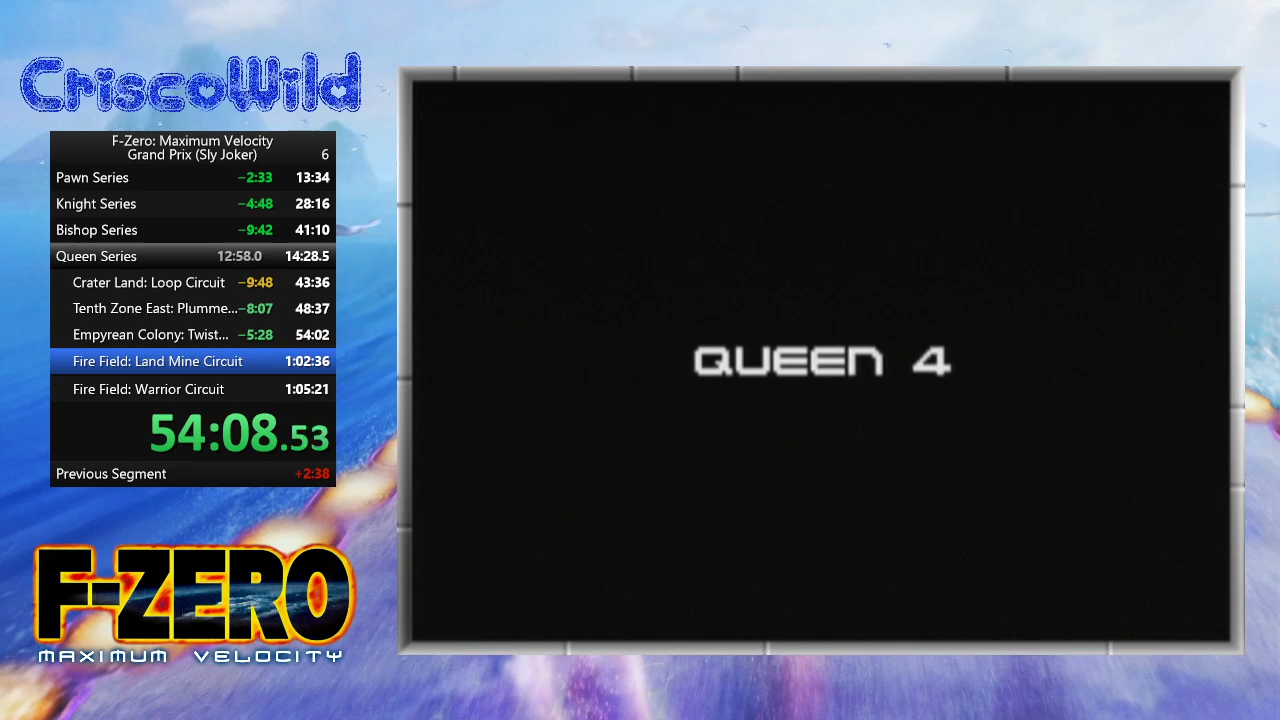 CriscoWild
F-Zero: Maximum Velocity
Grand Prix (Sly Joker) 6
Pawn Series −2:33 13:34
Knight Series −4:48 28:16
Bishop Series −9:42 41:10
Queen Series 12:58.0 14:28.5
Crater Land: Loop Circuit −9:48 43:36
Tenth Zone East: Plumme... −8:07 48:37
Empyrean Colony: Twist... −5:28 54:02
Fire Field: Land Mine Circuit 1:02:36
Fire Field: Warrior Circuit 1:05:21
54:08.53
Previous Segment +2:38
F-ZERO
MAXIMUM VELOCITY
QUEEN 4